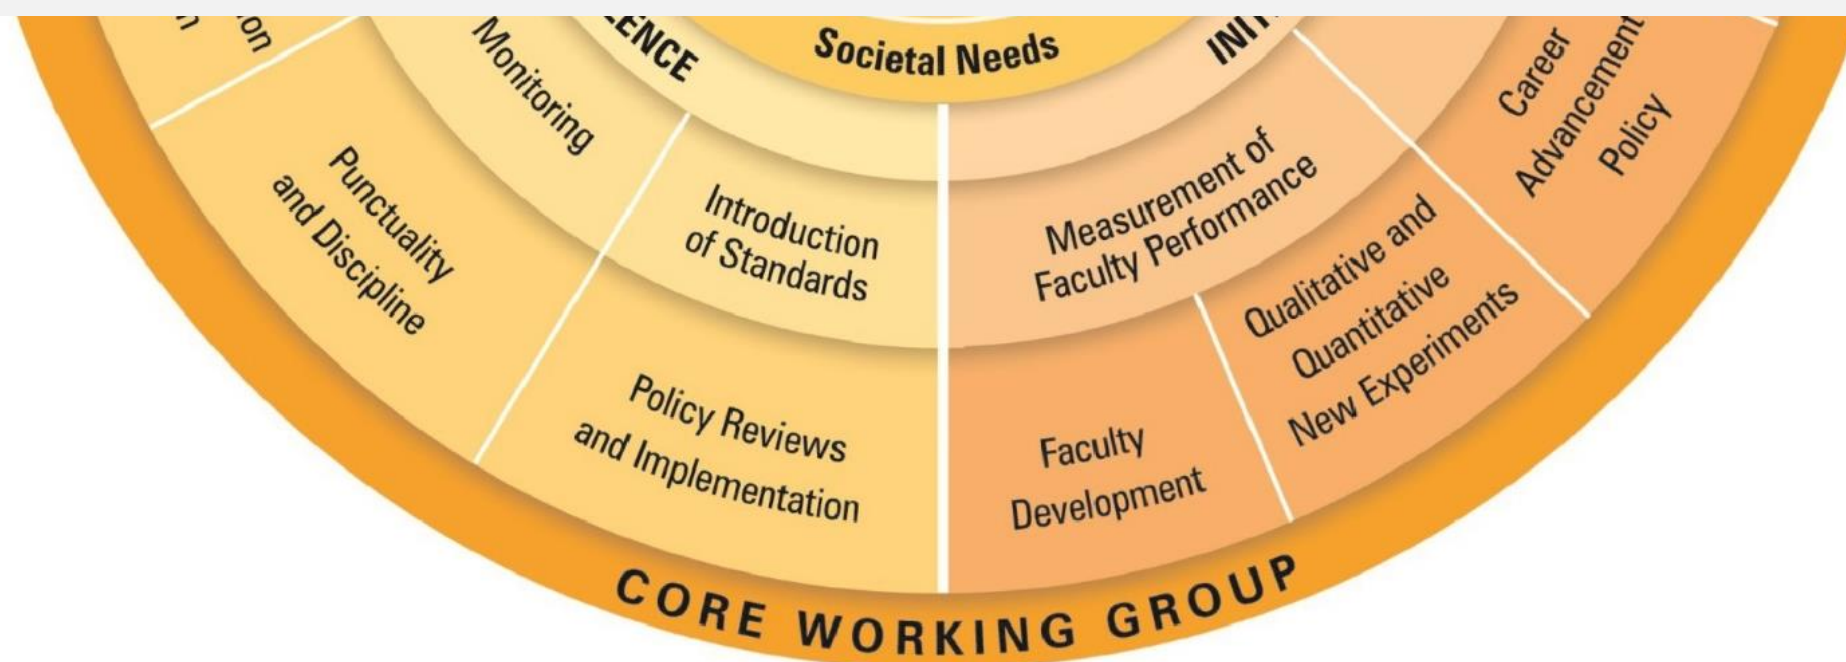 Societal Needs
Monitoring
Introduction
of Standards
Measurement of
Faculty Performance
Punctuality
and Discipline
Policy Reviews
and Implementation
Faculty
Development
Qualitative and
Quantitative
New Experiments
Career
Advancement
Policy
CORE WORKING GROUP